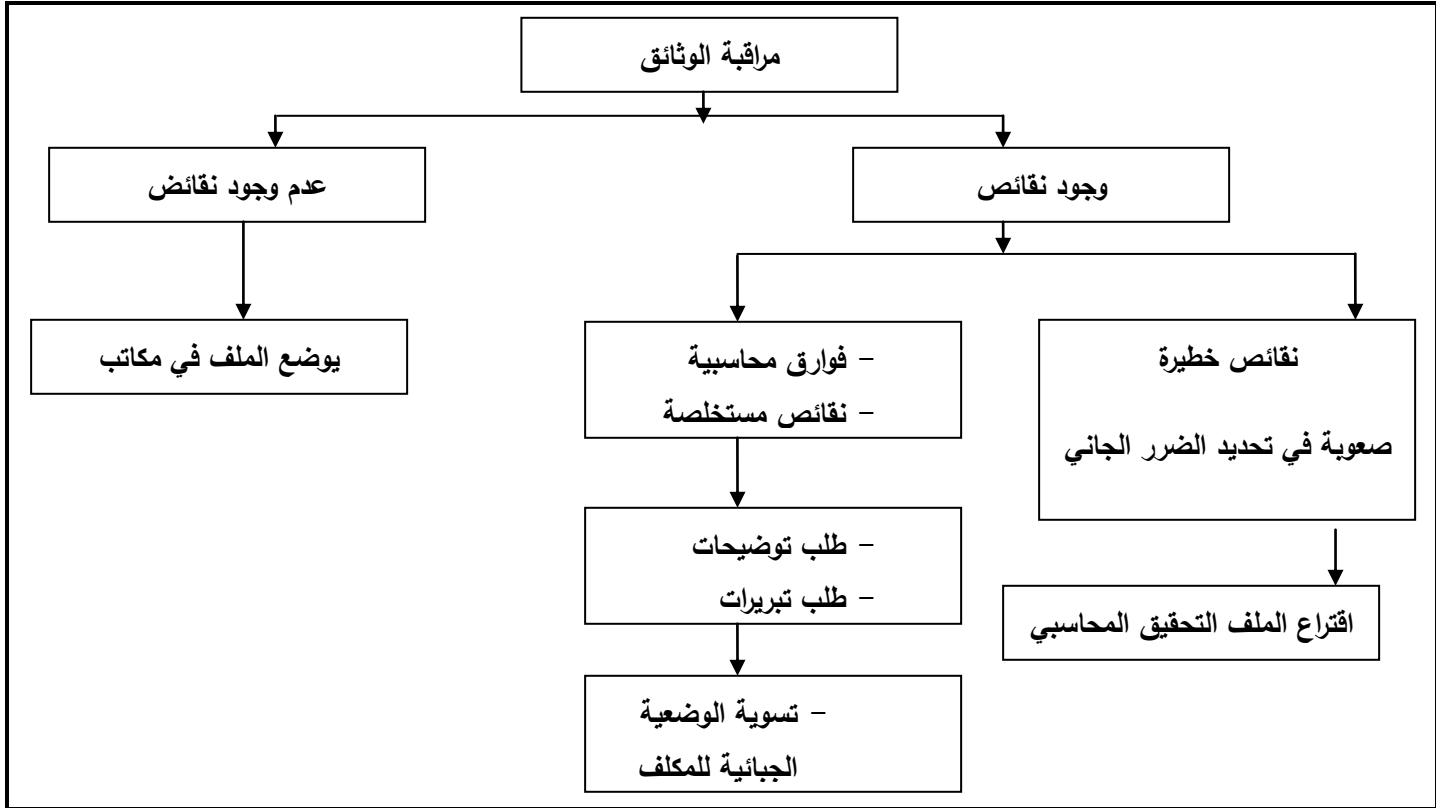 مراقبة الوثائق
وجود نقائص
عدم وجود نقائض
نقائص خطيرة
صعوبة في تحديد الضرر الجاني
- فوارق محاسبية
- نقائص مستخلصة
يوضع الملف في مكاتب
- طلب توضيحات
- طلب تبريرات
اقتراع الملف التحقيق المحاسبي
- تسوية الوضعية
الجبائية للمكلف